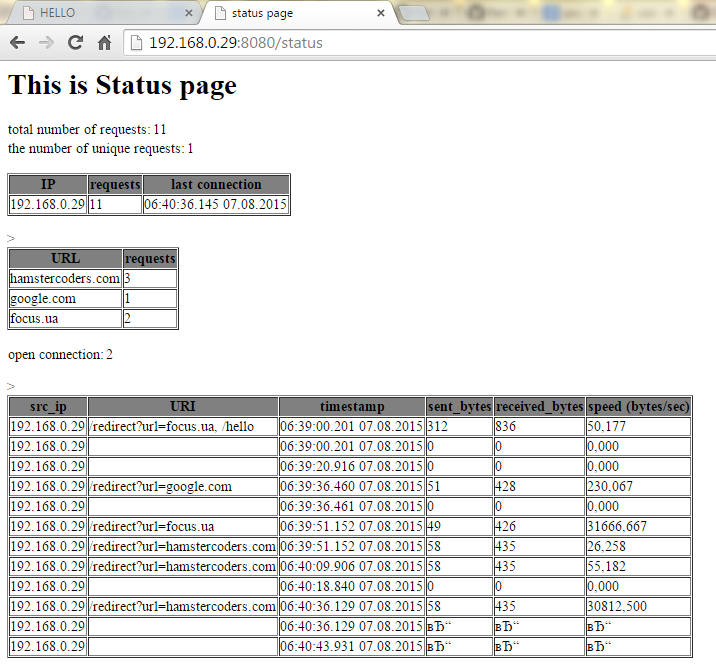 HELLO
status page
192.168.0.29:8080/status
This is Status page
total number of requests: 11
the number of unique requests: 1
IP requests last connection
192.168.0.29 11 06:40:36.145 07.08.2015
>
URL requests
hamstercoders.com 3
google.com 1
focus.ua 2
open connection: 2
>
src_ip URI timestamp sent_bytes received_bytes speed (bytes/sec)
192.168.0.29 /redirect?url=focus.ua, /hello 06:39:00.201 07.08.2015 312 836 50,177
192.168.0.29 06:39:00.201 07.08.2015 0 0 0,000
192.168.0.29 06:39:20.916 07.08.2015 0 0 0,000
192.168.0.29 /redirect?url=google.com 06:39:36.460 07.08.2015 51 428 230,067
192.168.0.29 06:39:36.461 07.08.2015 0 0 0,000
192.168.0.29 /redirect?url=focus.ua 06:39:51.152 07.08.2015 49 426 31666,667
192.168.0.29 /redirect?url=hamstercoders.com 06:39:51.152 07.08.2015 58 435 26,258
192.168.0.29 /redirect?url=hamstercoders.com 06:40:09.906 07.08.2015 58 435 55,182
192.168.0.29 06:40:18.840 07.08.2015 0 0 0,000
192.168.0.29 /redirect?url=hamstercoders.com 06:40:36.129 07.08.2015 58 435 30812,500
192.168.0.29 06:40:36.129 07.08.2015 вЂ“ вЂ“ вЂ“
192.168.0.29 06:40:43.931 07.08.2015 вЂ“ вЂ“ вЂ“